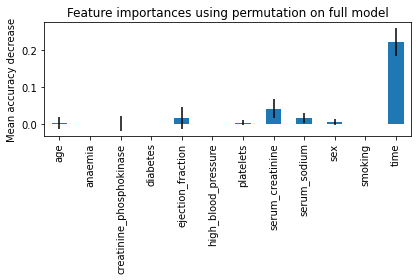 Feature importances using permutation on full model
Mean accuracy decrease
0.2
0.1
0.0
age
anaemia
creatinine_phosphokinase
diabetes
ejection_fraction
high_blood_pressure
platelets
serum_creatinine
serum_sodium
sex
smoking
time